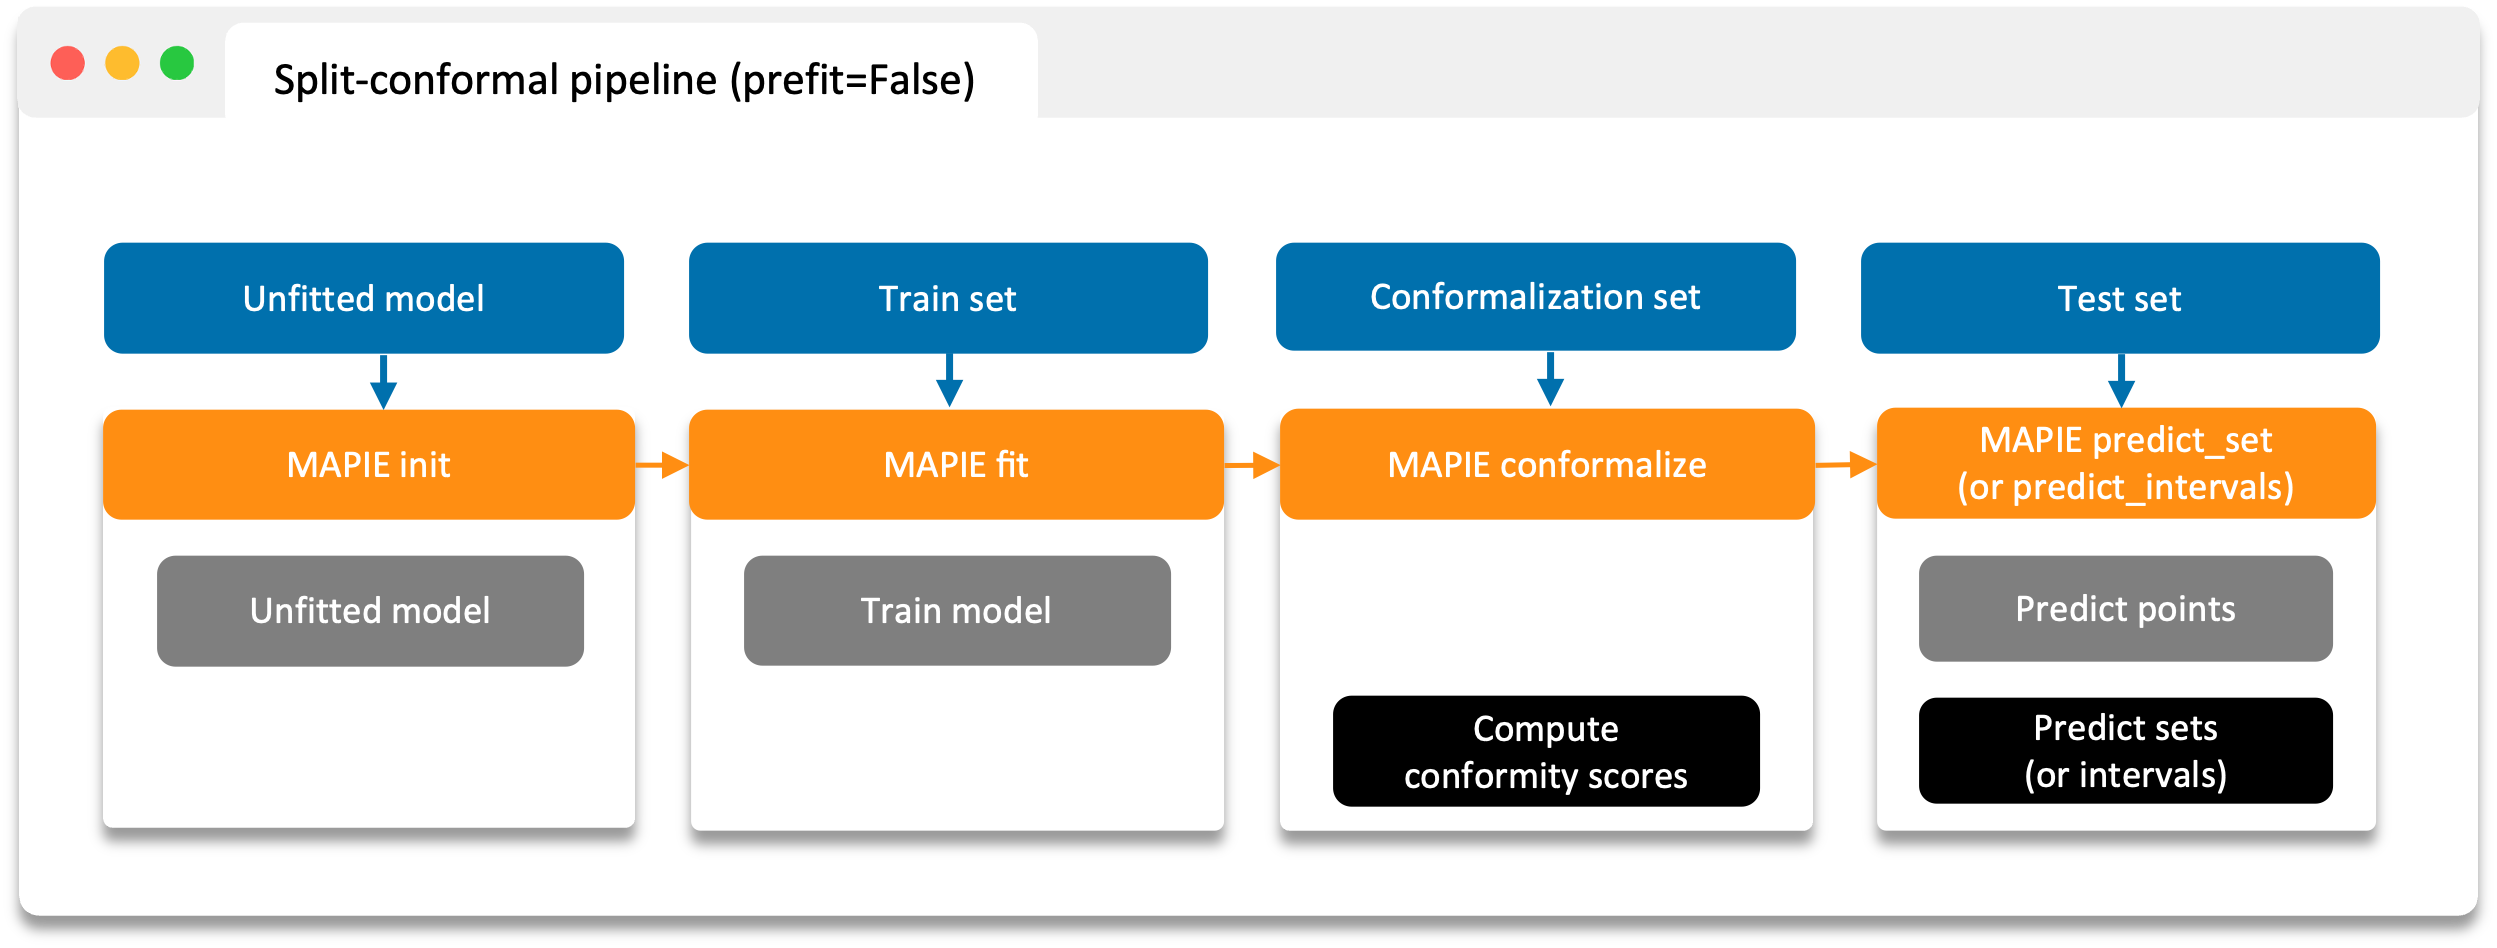 Split-conformal pipeline (prefit=False)
Unfitted model
Train set
Conformalization set
Test set
MAPIE init
MAPIE fit
MAPIE conformalize
MAPIE predict_set
(or predict_intervals)
Unfitted model
Train model
Predict points
Compute
conformity scores
Predict sets
(or intervals)